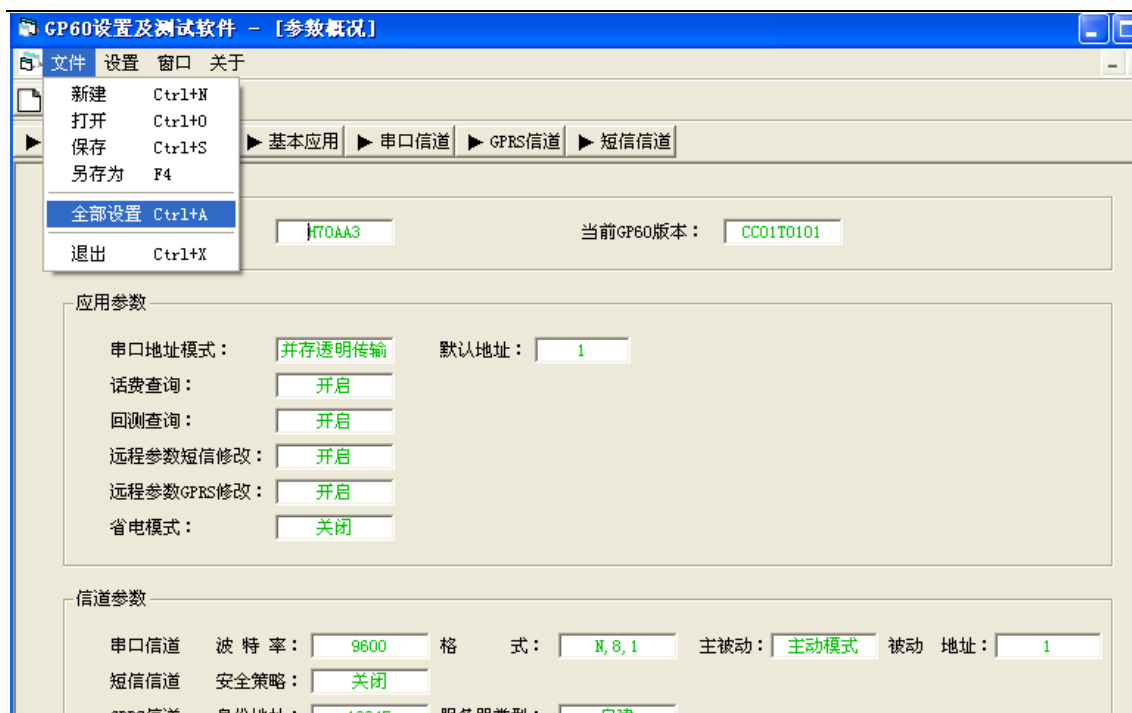 GP60设置及测试软件 - [参数概况]
文件 设置 窗口 关于
新建 Ctrl+N
打开 Ctrl+O
保存 Ctrl+S
另存为 F4
全部设置 Ctrl+A
退出 Ctrl+X
▶ ▶ 基本应用 ▶ 串口信道 ▶ GPRS信道 ▶ 短信信道
H70AA3 当前GP60版本： CC01T0101
应用参数
串口地址模式： 并存透明传输 默认地址： 1
话费查询： 开启
回测查询： 开启
远程参数短信修改： 开启
远程参数GPRS修改： 开启
省电模式： 关闭
信道参数
串口信道 波 特 率： 9600 格 式： N,8,1 主被动： 主动模式 被动 地址： 1
短信信道 安全策略： 关闭